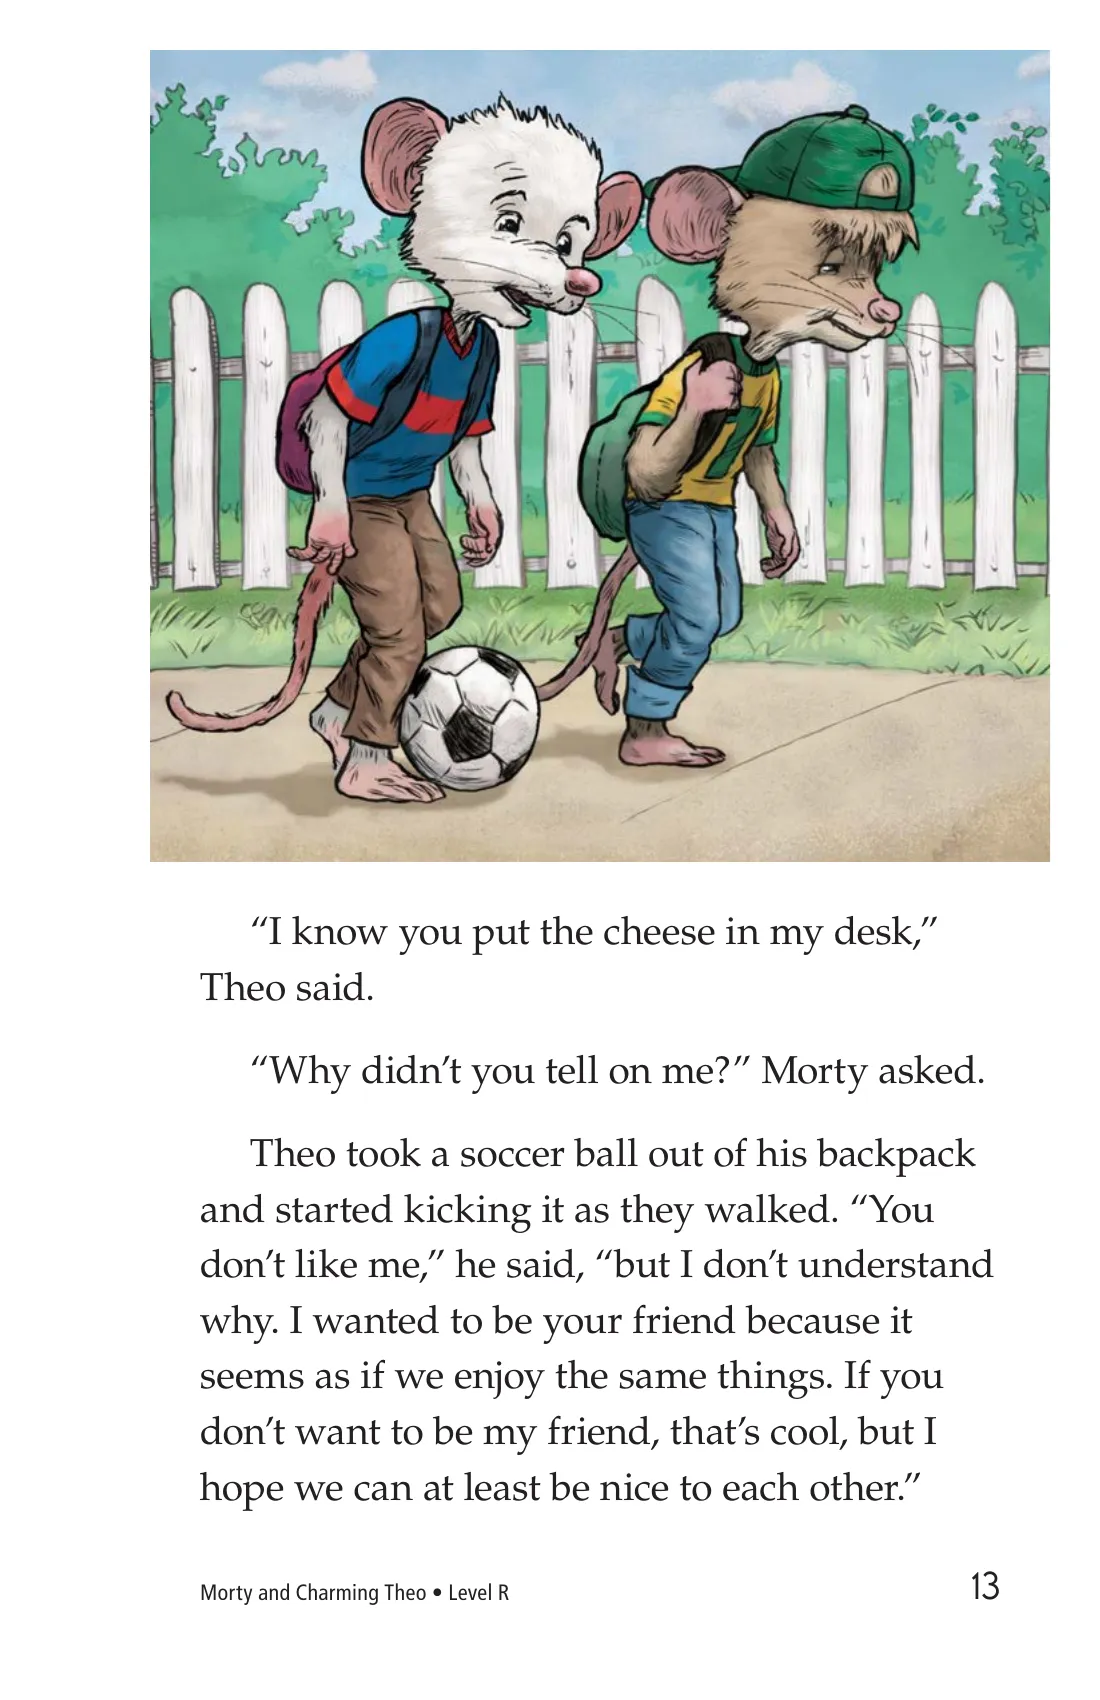 “I know you put the cheese in my desk,”
Theo said.
“Why didn’t you tell on me?” Morty asked.
Theo took a soccer ball out of his backpack
and started kicking it as they walked. “You
don’t like me,” he said, “but I don’t understand
why. I wanted to be your friend because it
seems as if we enjoy the same things. If you
don’t want to be my friend, that’s cool, but I
hope we can at least be nice to each other.”
Morty and Charming Theo • Level R
13